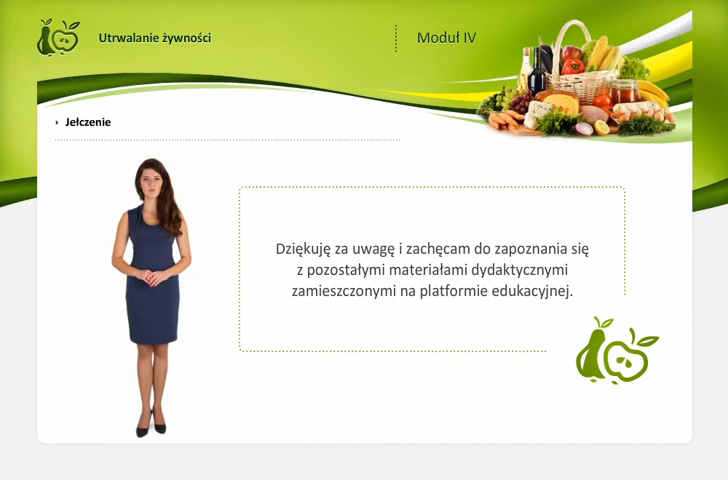 Utrwalanie żywności
Moduł IV
Jełczenie
Dziękuję za uwagę i zachęcam do zapoznania się
z pozostałymi materiałami dydaktycznymi
zamieszczonymi na platformie edukacyjnej.